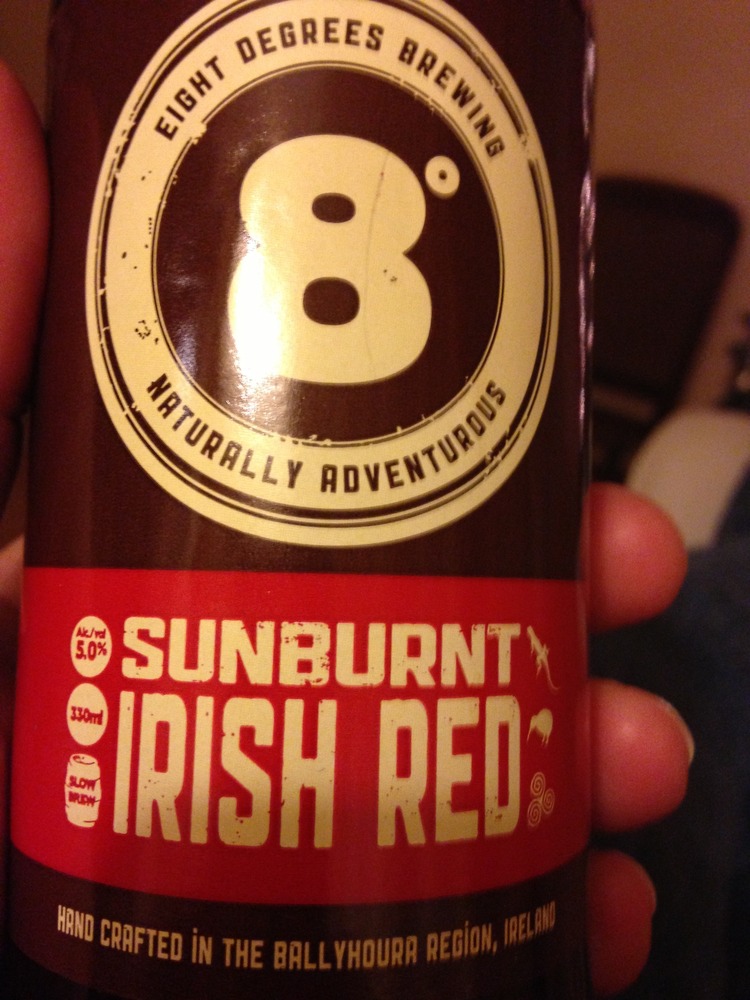 EIGHT DEGREES BREWING
8°
NATURALLY ADVENTUROUS
Alc/vol
5.0%
SUNBURNT
330ml
IRISH RED
SLOW
BREW
HAND CRAFTED iN THE BALLYHOURA REGiON, IRELAND